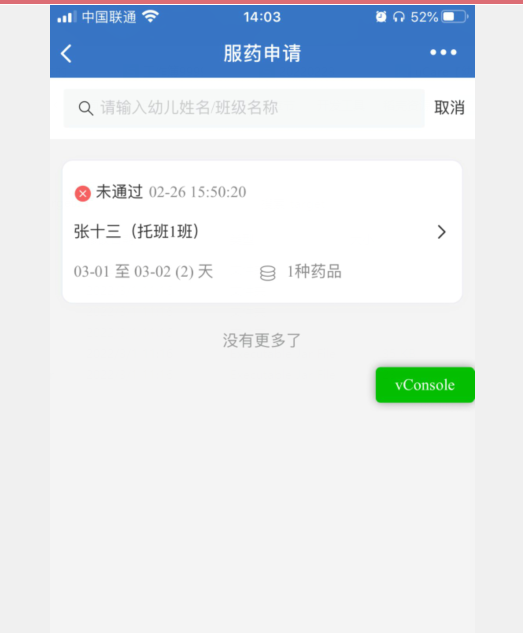 中国联通 14:03 52%
服药申请
请输入幼儿姓名/班级名称 取消
未通过 02-26 15:50:20
张十三（托班1班）
03-01 至 03-02 (2) 天 1种药品
没有更多了
vConsole